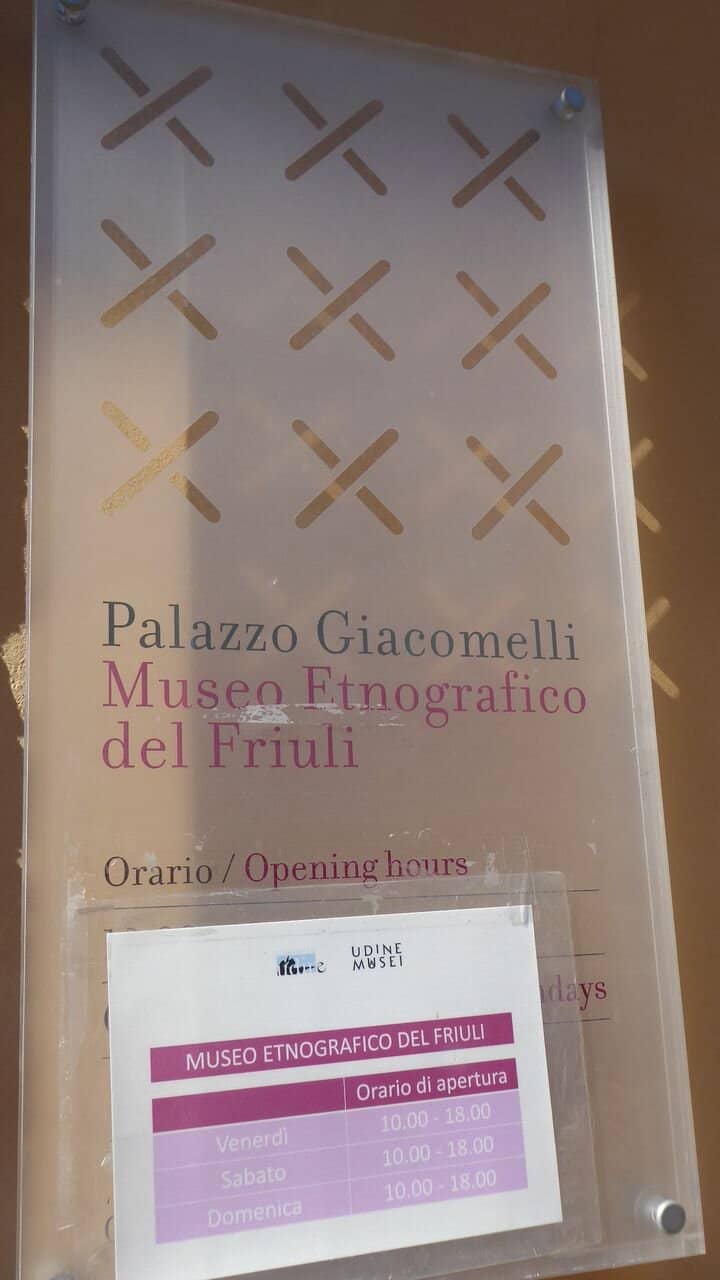 Palazzo Giacomelli
Museo Etnografico
del Friuli
Orario / Opening hours
UDINE
MUSEI
MUSEO ETNOGRAFICO DEL FRIULI
Orario di apertura
Venerdì 10.00 - 18.00
Sabato 10.00 - 18.00
Domenica 10.00 - 18.00